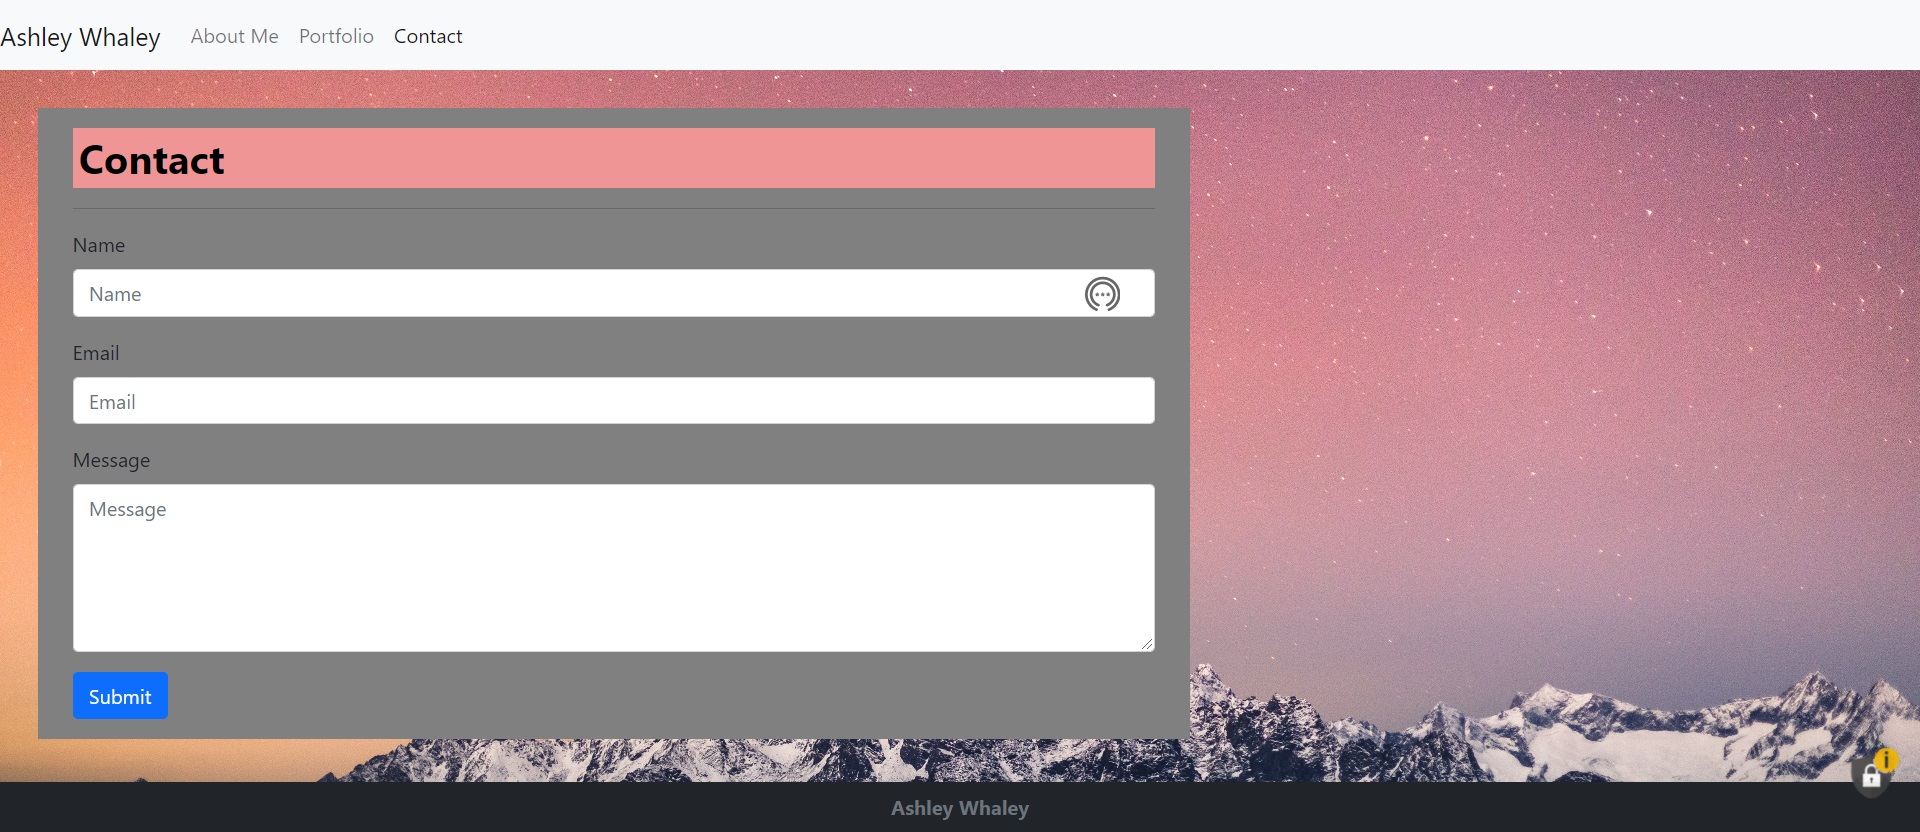 Ashley Whaley About Me Portfolio Contact
Contact
Name
Name
Email
Email
Message
Message
Submit
Ashley Whaley